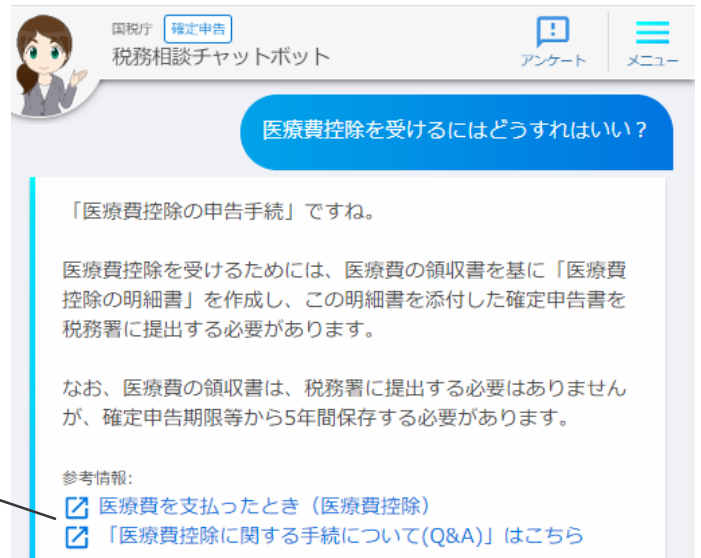 国税庁 確定申告
税務相談チャットボット
アンケート
メニュー
医療費控除を受けるにはどうすれはいい？
「医療費控除の申告手続」ですね。
医療費控除を受けるためには、医療費の領収書を基に「医療費
控除の明細書」を作成し、この明細書を添付した確定申告書を
税務署に提出する必要があります。
なお、医療費の領収書は、税務署に提出する必要はありません
が、確定申告期限等から5年間保存する必要があります。
参考情報:
医療費を支払ったとき（医療費控除）
「医療費控除に関する手続について(Q&A)」はこちら